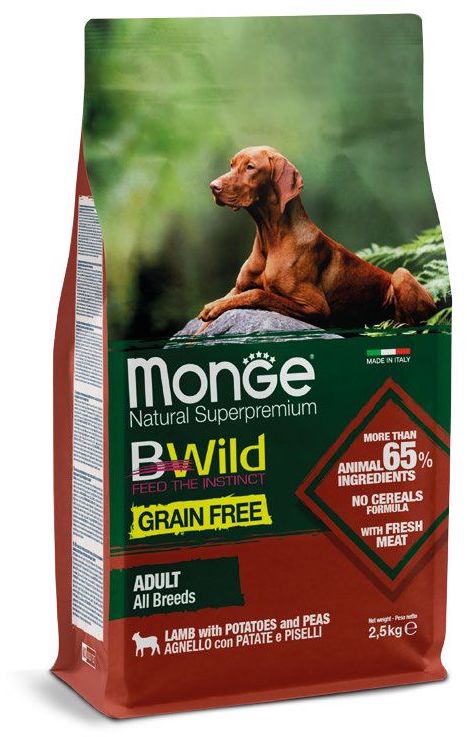 MONGE®
Natural Superpremium
MADE IN ITALY
BWild
FEED THE INSTINCT
GRAIN FREE
MORE THAN
65%
ANIMAL
INGREDIENTS
NO CEREALS
FORMULA
WITH FRESH
MEAT
ADULT
All Breeds
LAMB with POTATOES and PEAS
AGNELLO con PATATE e PISELLI
Net weight - Peso netto
2,5kg ℮